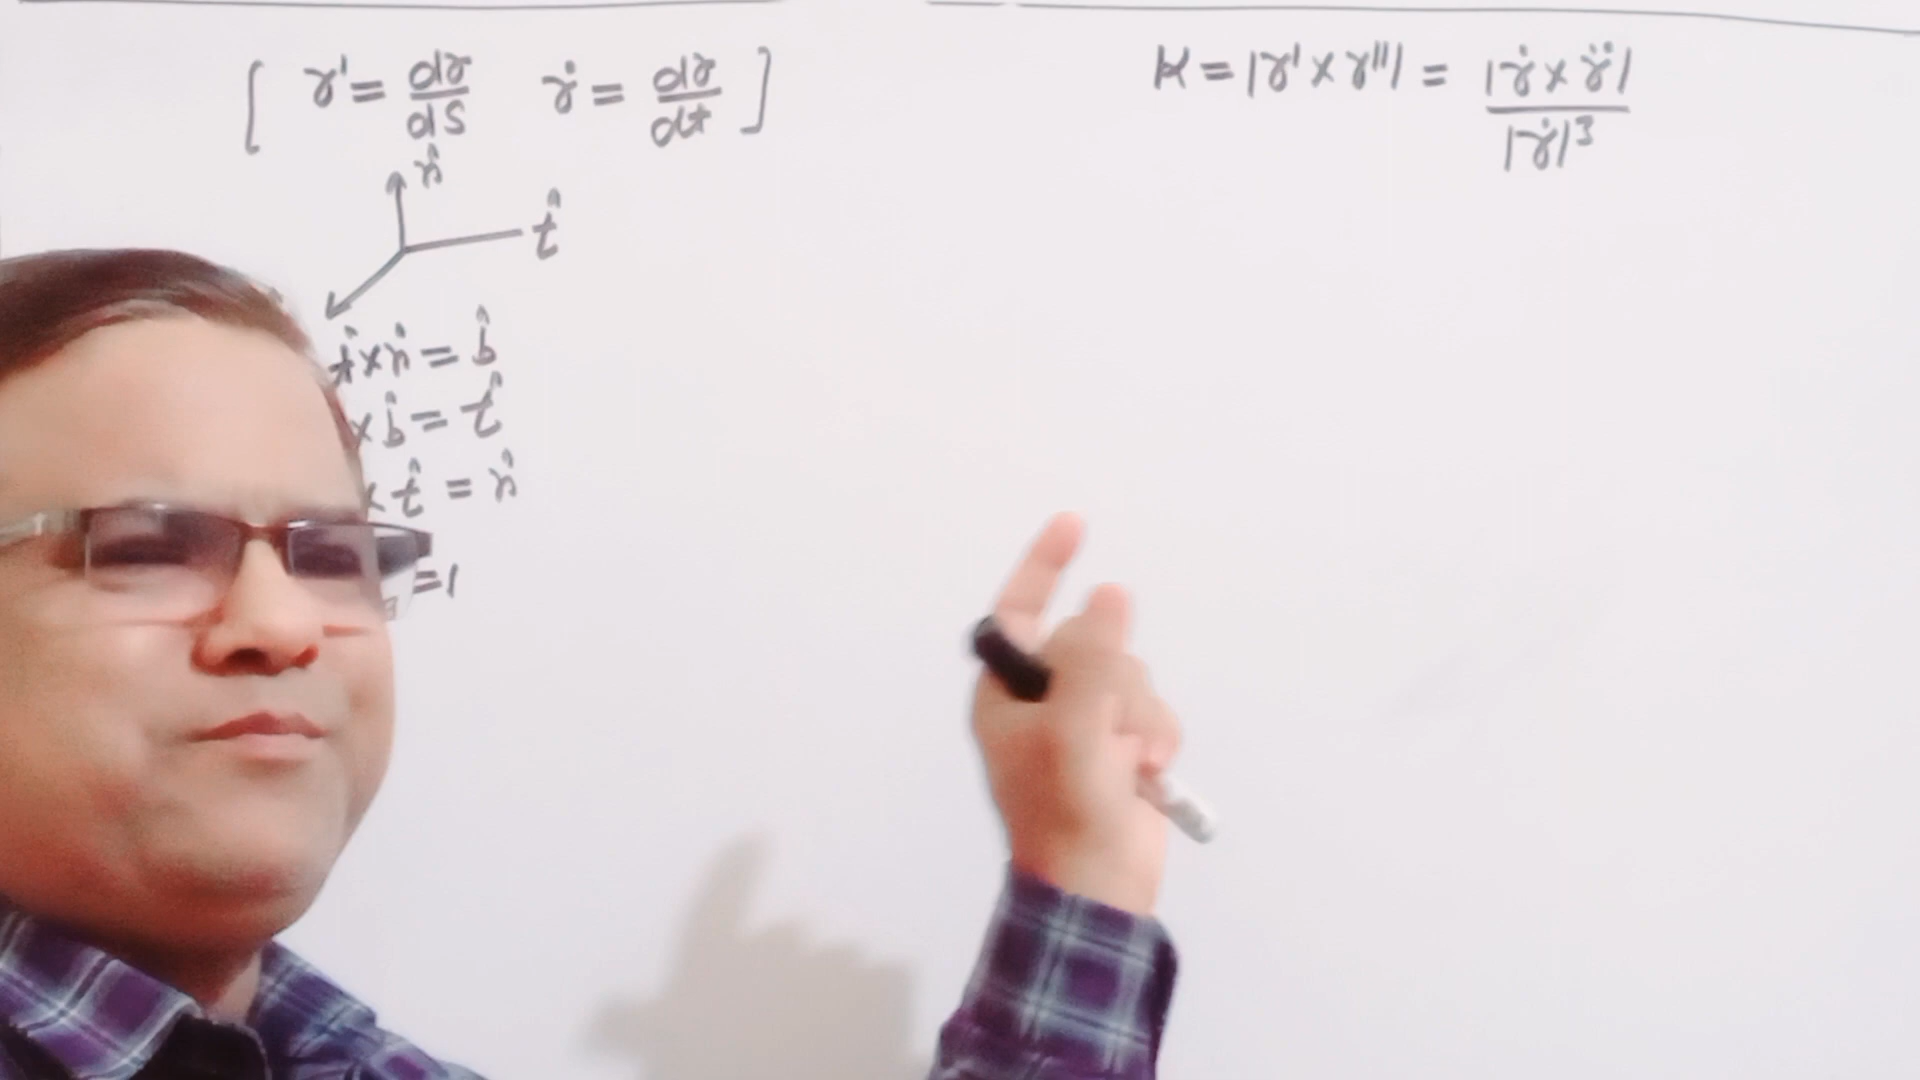 [ r' = dr/ds   ṙ = dr/dt ]
κ = |r' × r''| = |ṙ × r̈| / |ṙ|³
n̂
t̂
t̂ × n̂ = b̂
× b̂ = t̂
× t̂ = n̂
= 1